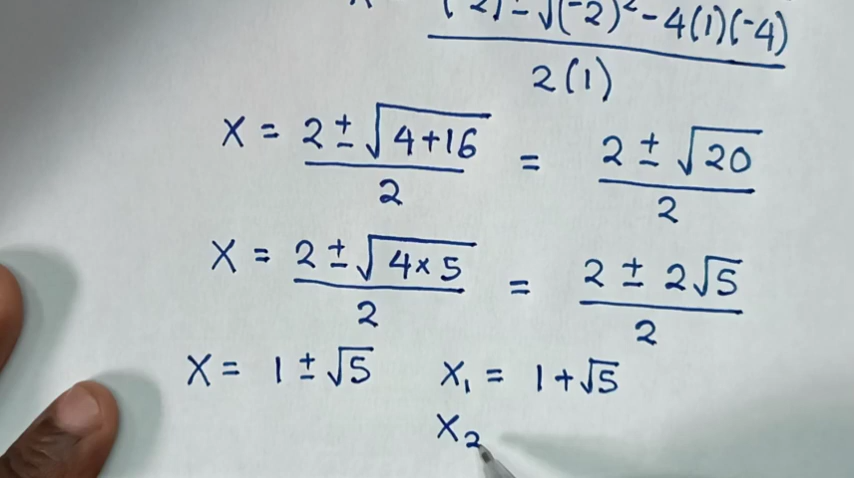 -2) ± √(-2)² - 4(1)(-4)
2(1)
X = 2 ± √4+16 / 2 = 2 ± √20 / 2
X = 2 ± √4×5 / 2 = 2 ± 2√5 / 2
X = 1 ± √5 X₁ = 1 + √5
X₂